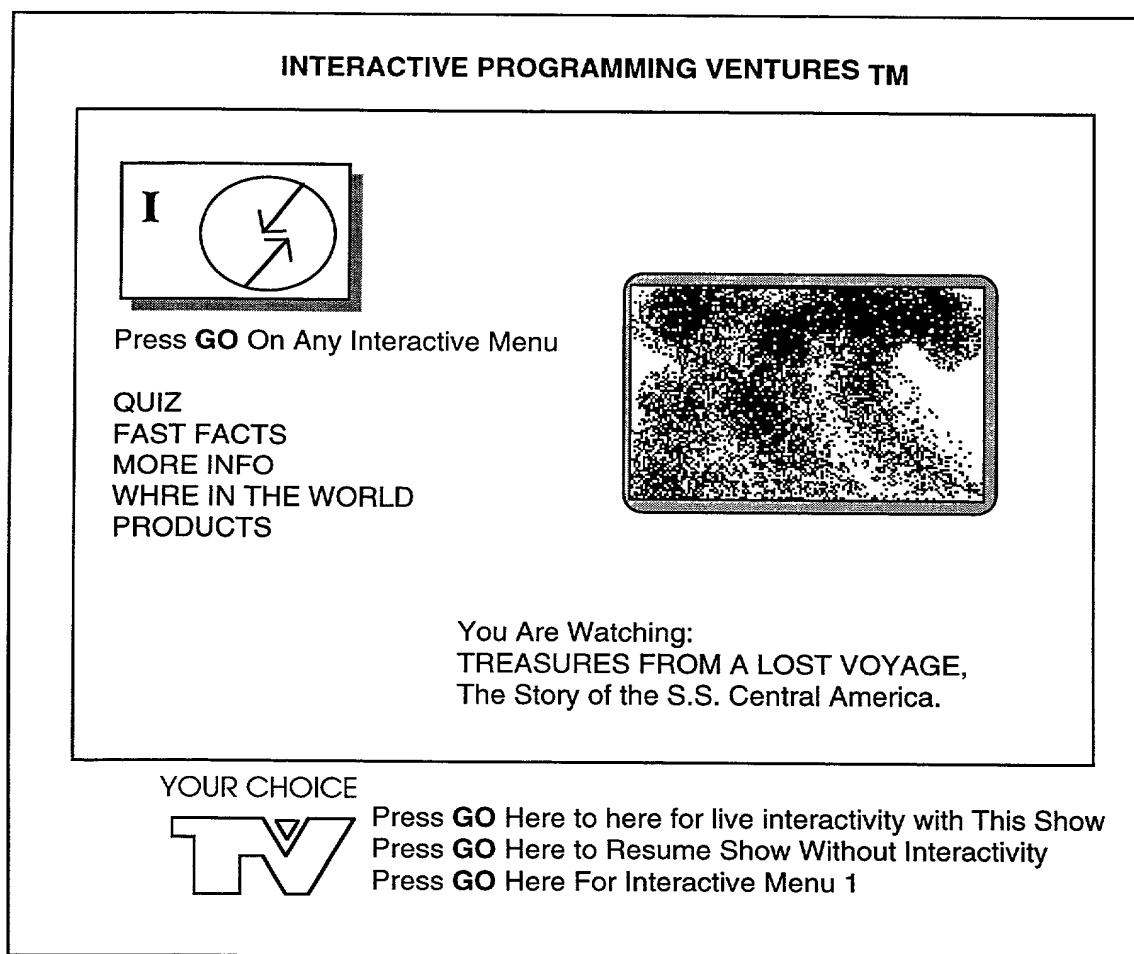 INTERACTIVE PROGRAMMING VENTURES TM
I
Press GO On Any Interactive Menu
QUIZ
FAST FACTS
MORE INFO
WHRE IN THE WORLD
PRODUCTS
You Are Watching:
TREASURES FROM A LOST VOYAGE,
The Story of the S.S. Central America.
YOUR CHOICE
TV
Press GO Here to here for live interactivity with This Show
Press GO Here to Resume Show Without Interactivity
Press GO Here For Interactive Menu 1